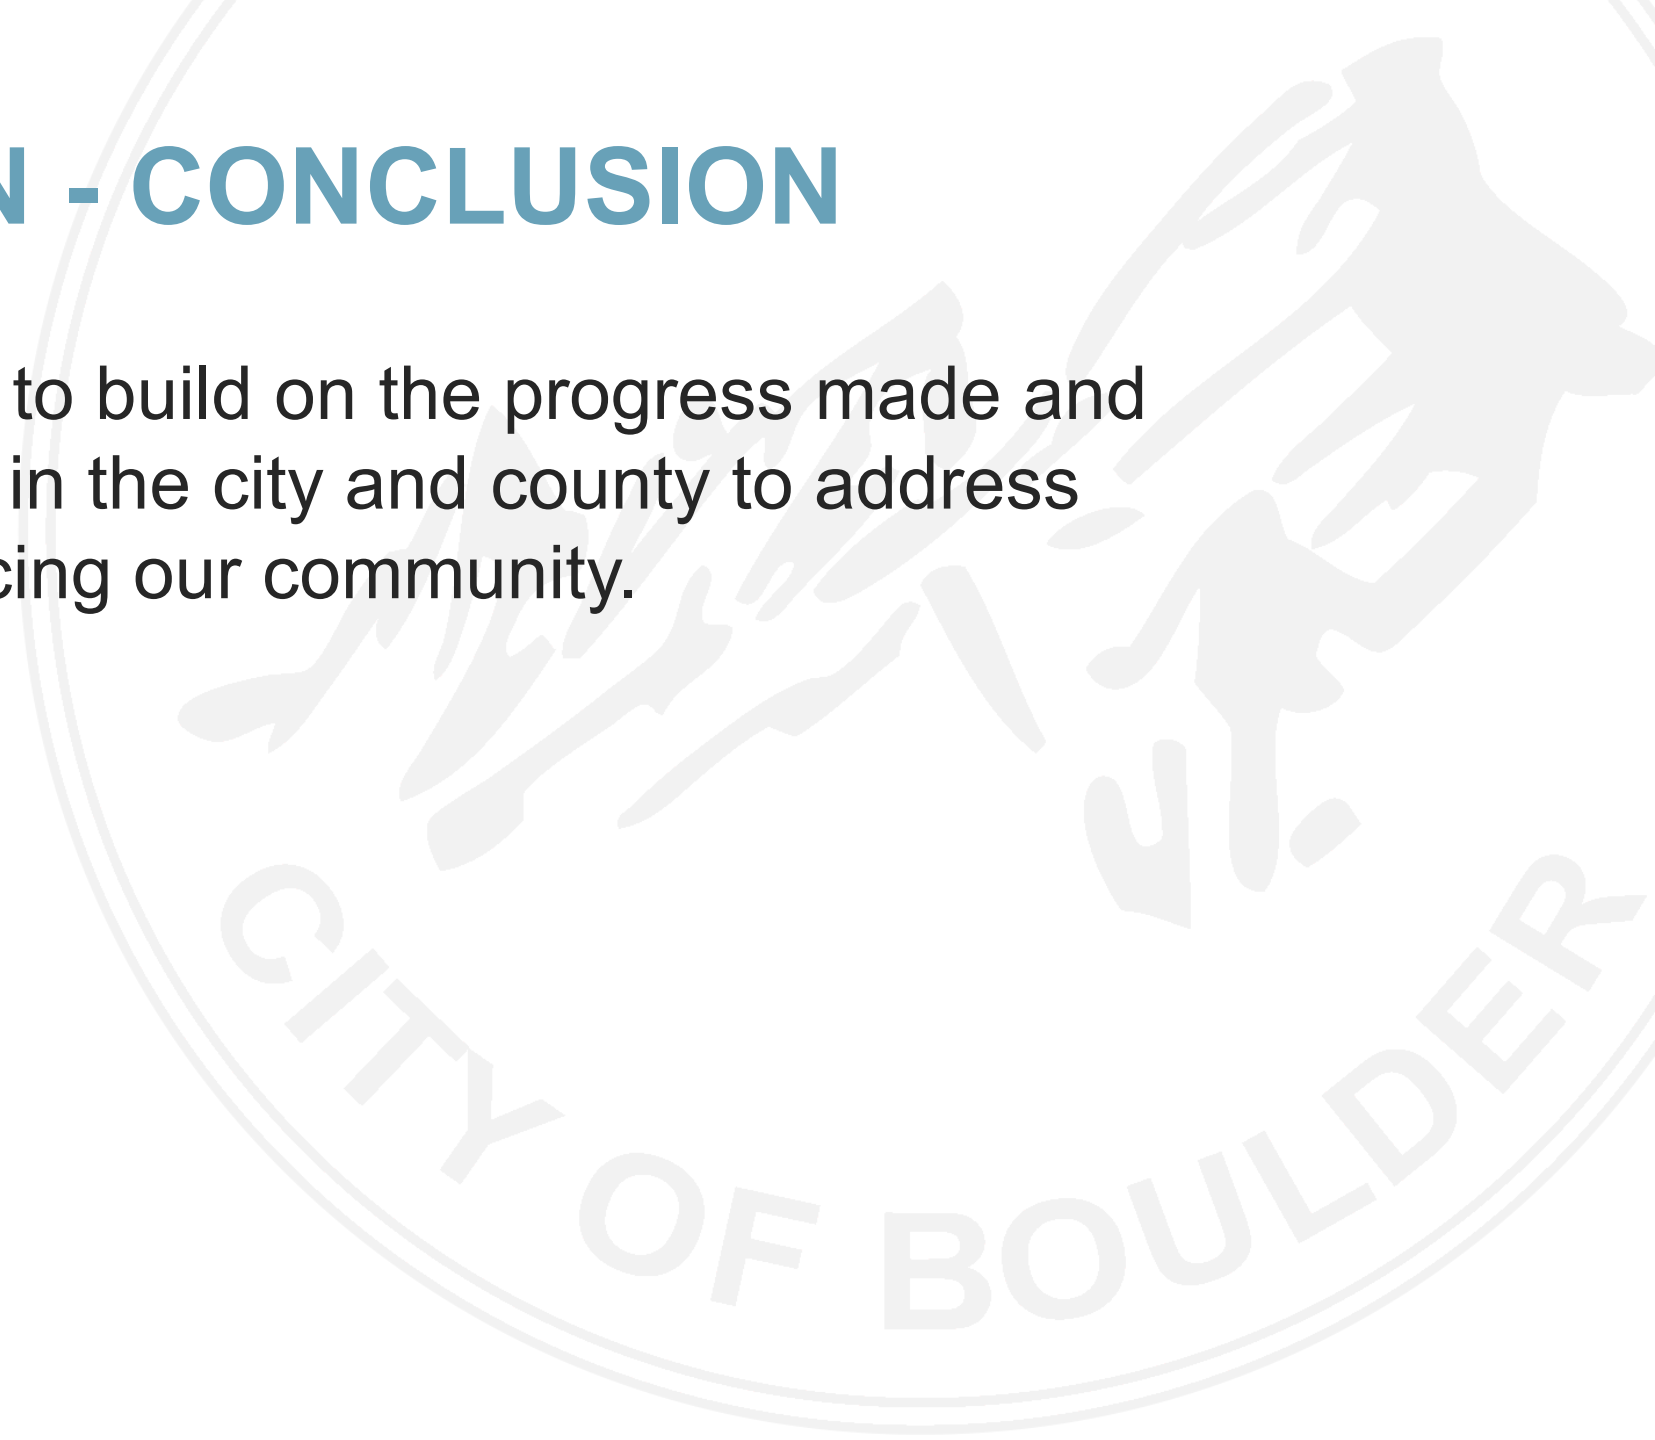 N - CONCLUSION
to build on the progress made and
in the city and county to address
cing our community.
CITY OF BOULDER